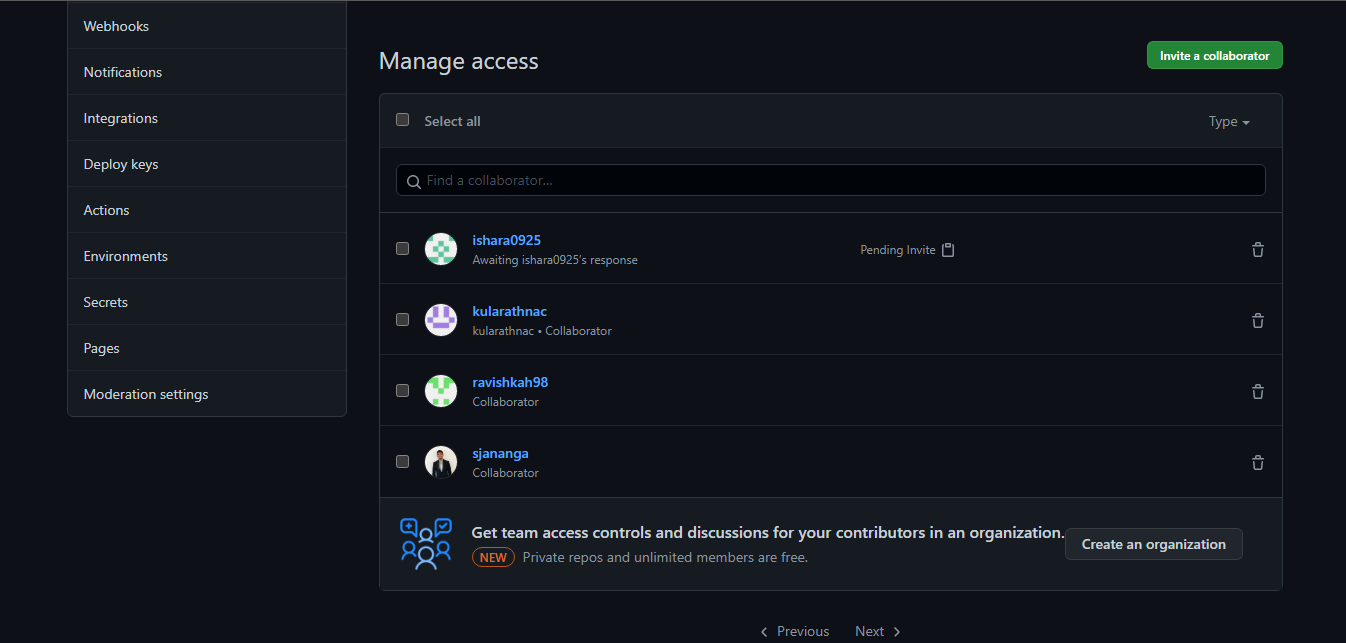 Webhooks
Notifications
Integrations
Deploy keys
Actions
Environments
Secrets
Pages
Moderation settings
Manage access
Invite a collaborator
Select all
Type
Find a collaborator...
ishara0925
Awaiting ishara0925's response
Pending Invite
kularathnac
kularathnac • Collaborator
ravishkah98
Collaborator
sjananga
Collaborator
Get team access controls and discussions for your contributors in an organization.
NEW Private repos and unlimited members are free.
Create an organization
Previous Next